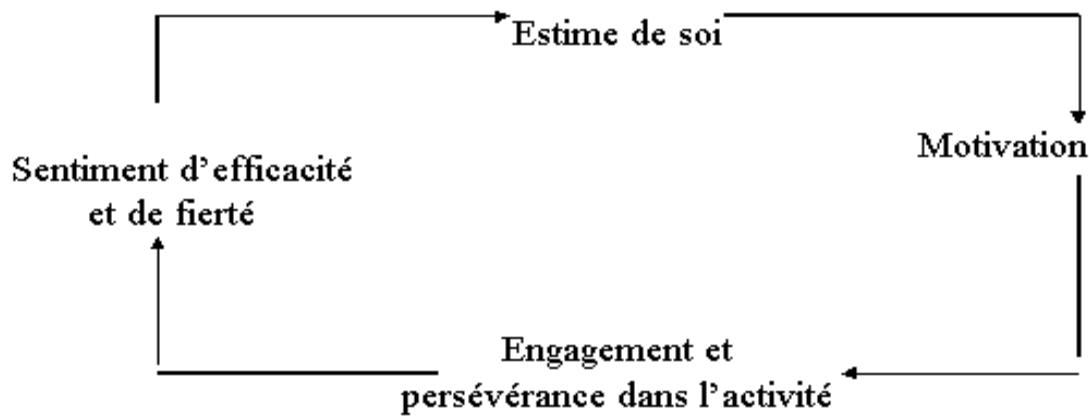 Estime de soi
Motivation
Sentiment d'efficacité
et de fierté
Engagement et
persévérance dans l'activité